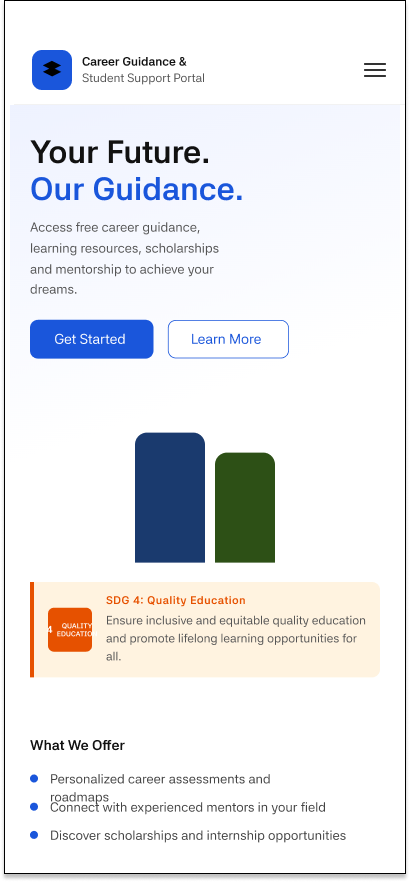 Career Guidance &
Student Support Portal
Your Future.
Our Guidance.
Access free career guidance,
learning resources, scholarships
and mentorship to achieve your
dreams.
Get Started
Learn More
SDG 4: Quality Education
4 QUALITY
EDUCATIO
Ensure inclusive and equitable quality education
and promote lifelong learning opportunities for
all.
What We Offer
Personalized career assessments and
roadmaps
Connect with experienced mentors in your field
Discover scholarships and internship opportunities